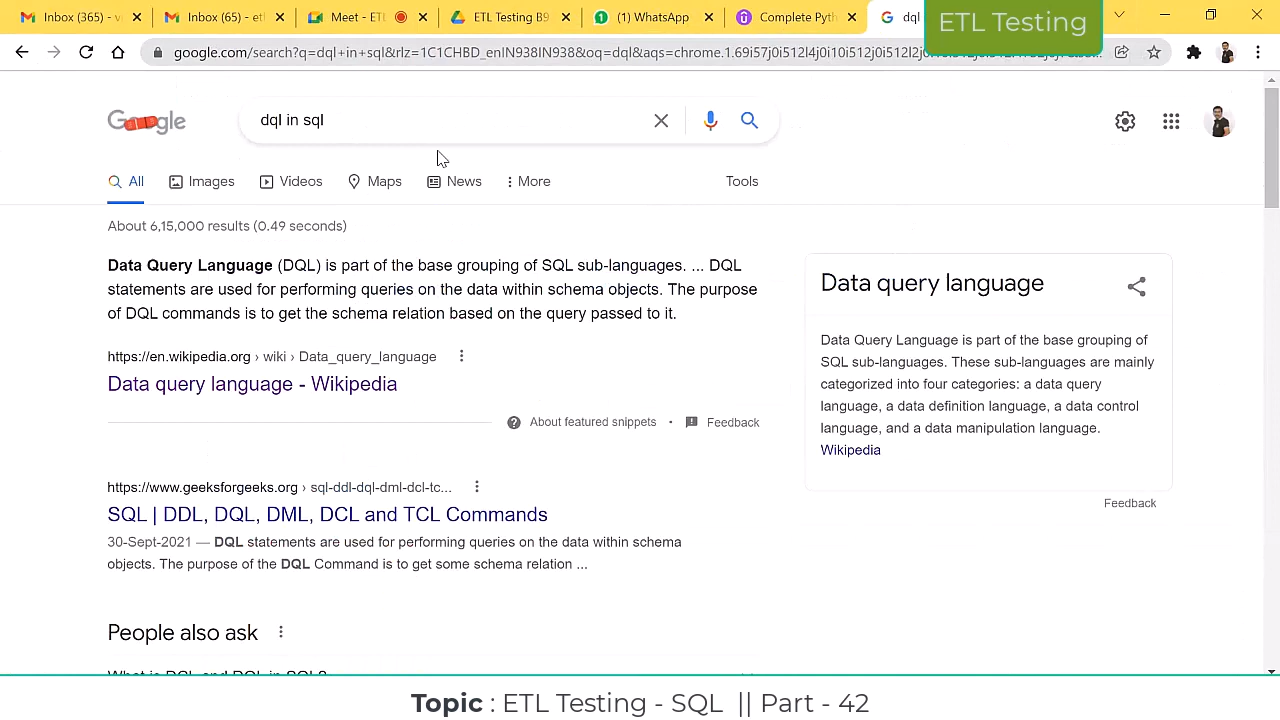 Inbox (365) - v
Inbox (65) - etl
Meet - ETL
ETL Testing B9
(1) WhatsApp
Complete Pyth
dql
ETL Testing
google.com/search?q=dql+in+sql&rlz=1C1CHBD_enIN938IN938&oq=dql&aqs=chrome.1.69i57j0i512l4j0i10i512j0i512l2j0i
Google
dql in sql
All
Images
Videos
Maps
News
More
Tools
About 6,15,000 results (0.49 seconds)
Data Query Language (DQL) is part of the base grouping of SQL sub-languages. ... DQL
statements are used for performing queries on the data within schema objects. The purpose
of DQL commands is to get the schema relation based on the query passed to it.
https://en.wikipedia.org › wiki › Data_query_language
Data query language - Wikipedia
About featured snippets • Feedback
https://www.geeksforgeeks.org › sql-ddl-dql-dml-dcl-tc...
SQL | DDL, DQL, DML, DCL and TCL Commands
30-Sept-2021 — DQL statements are used for performing queries on the data within schema
objects. The purpose of the DQL Command is to get some schema relation ...
People also ask
Data query language
Data Query Language is part of the base grouping of
SQL sub-languages. These sub-languages are mainly
categorized into four categories: a data query
language, a data definition language, a data control
language, and a data manipulation language.
Wikipedia
Feedback
Topic : ETL Testing - SQL || Part - 42